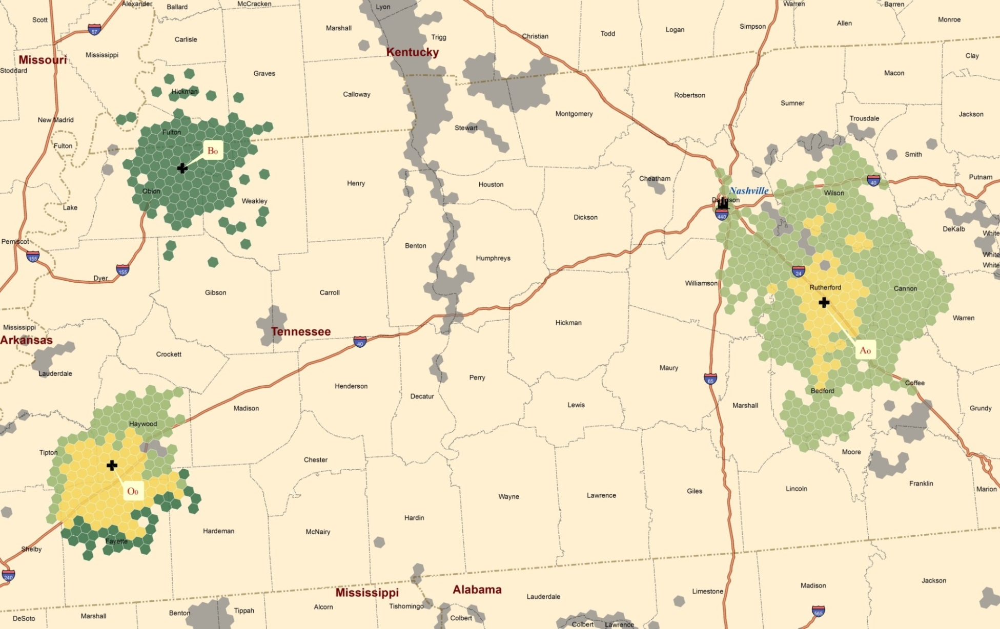 Alexander
Ballard
McCracken
Lyon
Warren
Barren
Scott
57
Carlisle
Marshall
Trigg
Christian
Todd
Logan
Simpson
Allen
Monroe
Missouri
Mississippi
Kentucky
Clay
Stoddard
Graves
Macon
Hickman
Calloway
Robertson
Sumner
New Madrid
Montgomery
Jackson
Fulton
Stewart
Trousdale
Fulton
B0
Smith
Obion
Henry
Houston
Cheatham
Nashville
Wilson
40
Putnam
Lake
Weakley
Dickson
Davidson
440
DeKalb
White
Pemiscot
155
Benton
Humphreys
White
White
155
Dyer
24
Gibson
Carroll
Williamson
Rutherford
Cannon
Mississippi
Tennessee
Hickman
Warren
Arkansas
40
Crockett
A0
Lauderdale
Henderson
Decatur
Perry
Maury
65
Coffee
Bedford
Haywood
Madison
Lewis
Marshall
Grundy
Tipton
Chester
Moore
O0
Wayne
Lawrence
Giles
Lincoln
Franklin
Marion
Hardin
Fayette
Hardeman
McNairy
Shelby
240
Mississippi
Alabama
Lauderdale
Limestone
Madison
Jackson
DeSoto
Marshall
Benton
Tippah
Alcorn
Tishomingo
Colbert
Colbert
Lawrence
565